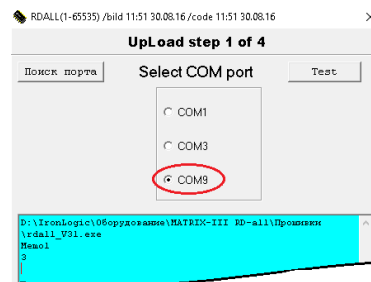 RDALL(1-65535) /bild 11:51 30.08.16 /code 11:51 30.08.16
UpLoad step 1 of 4
Поиск порта
Select COM port
Test
COM1
COM3
COM9
D:\IronLogic\Оборудование\MATRIX-III RD-all\Прошивки
\rdall_V31.exe
Memo1
3